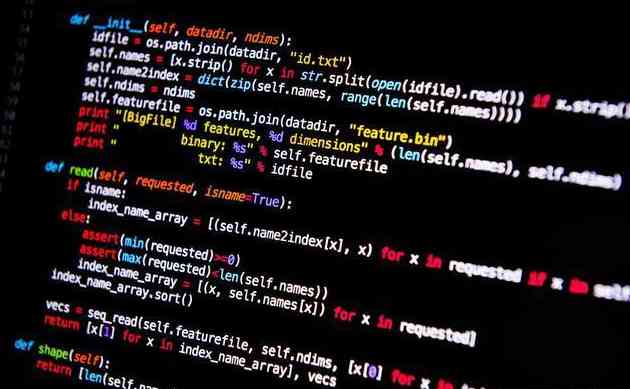 def __init__(self, datadir, ndims):
idfile = os.path.join(datadir, "id.txt")
self.names = [x.strip() for x in str.split(open(idfile).read()) if x.strip()
self.name2index = dict(zip(self.names, range(len(self.names))))
self.ndims = ndims
self.featurefile = os.path.join(datadir, "feature.bin")
print "[BigFile] %d features, %d dimensions" % (len(self.names), self.ndims)
print " binary: %s" % self.featurefile
print " txt: %s" % idfile
def read(self, requested, isname=True):
if isname:
index_name_array = [(self.name2index[x], x) for x in requested if x in self
else:
assert(min(requested)>=0)
assert(max(requested)<len(self.names))
index_name_array = [(x, self.names[x]) for x in requested]
index_name_array.sort()
vecs = seq_read(self.featurefile, self.ndims, [x[0] for x in
return [x[1] for x in index_name_array], vecs
def shape(self):
return [len(self.